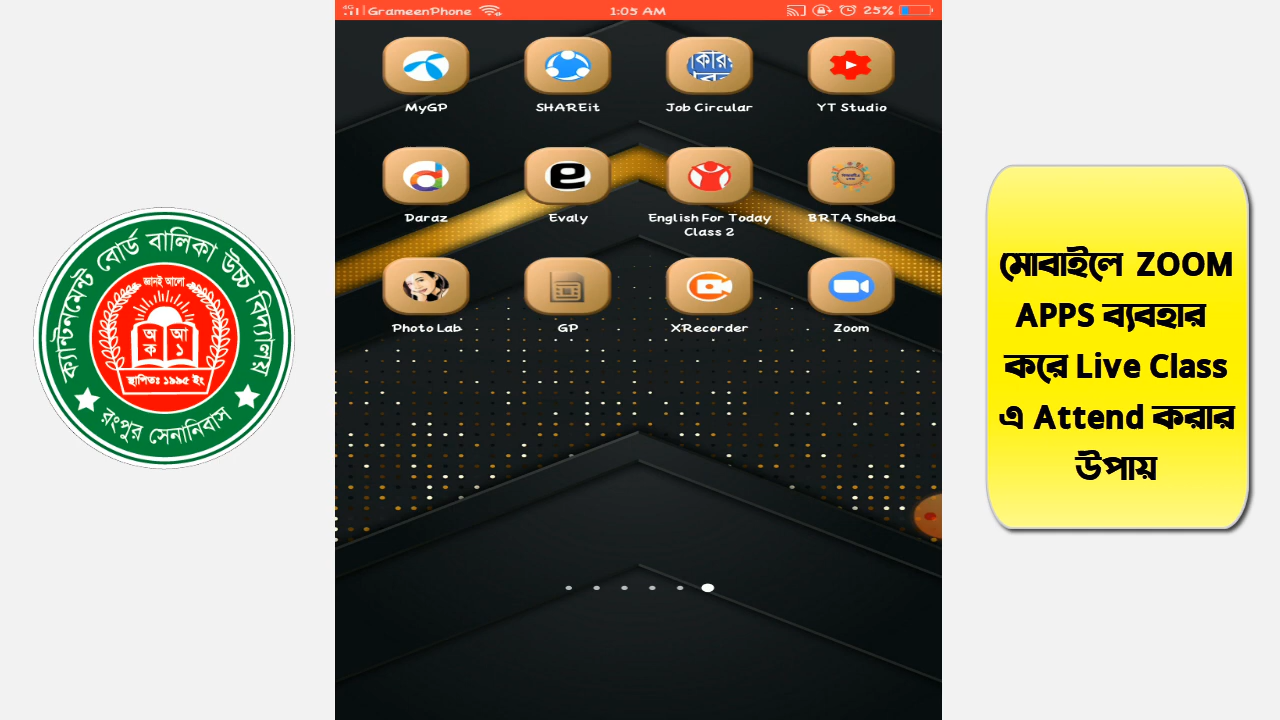 ক্যান্টনমেন্ট বোর্ড বালিকা উচ্চ বিদ্যালয়
জ্ঞানই আলো
অ আ
ক ১
স্থাপিতঃ ১৯৯৫ ইং
রংপুর সেনানিবাস
4G GrameenPhone 1:05 AM 25%
MyGP SHAREit Job Circular YT Studio
Daraz Evaly English For Today BRTA Sheba
Class 2
Photo Lab GP XRecorder Zoom
মোবাইলে ZOOM
APPS ব্যবহার
করে Live Class
এ Attend করার
উপায়